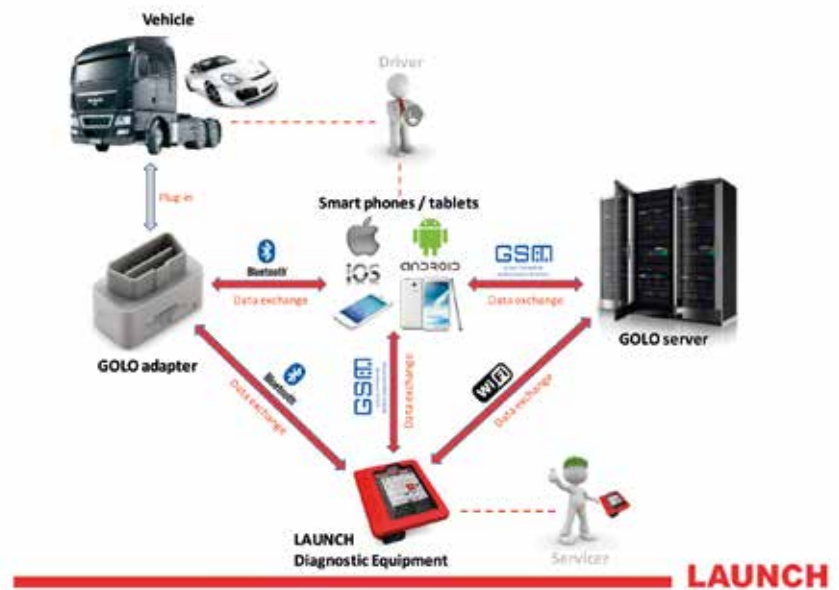 Vehicle
Driver
Plug in
Smart phones / tablets
iOS
ANDROID
Bluetooth
Data exchange
GSM
Data exchange
GOLO adapter
GOLO server
Bluetooth
Data exchange
GSM
Data exchange
WiFi
Data exchange
LAUNCH
Diagnostic Equipment
Servicer
LAUNCH